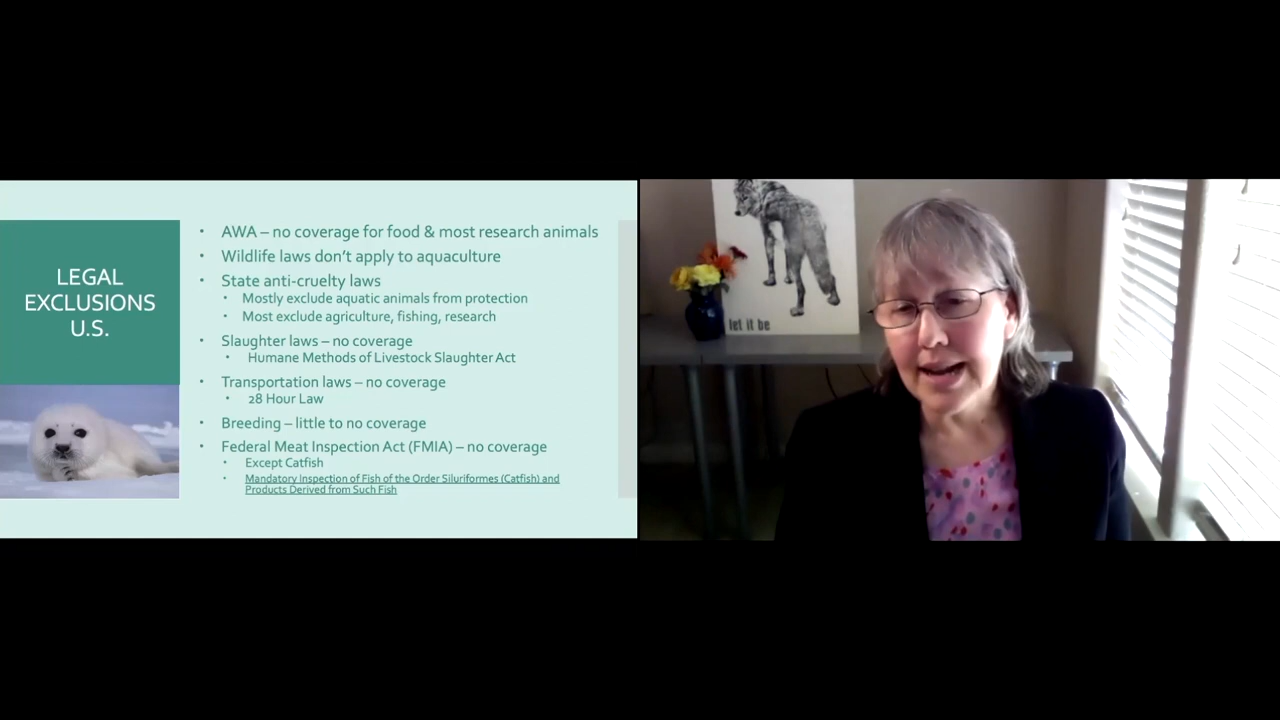 LEGAL
EXCLUSIONS
U.S.
• AWA – no coverage for food & most research animals
• Wildlife laws don't apply to aquaculture
• State anti-cruelty laws
• Mostly exclude aquatic animals from protection
• Most exclude agriculture, fishing, research
• Slaughter laws – no coverage
• Humane Methods of Livestock Slaughter Act
• Transportation laws – no coverage
• 28 Hour Law
• Breeding – little to no coverage
• Federal Meat Inspection Act (FMIA) – no coverage
• Except Catfish
• Mandatory Inspection of Fish of the Order Siluriformes (Catfish) and
Products Derived from Such Fish
let it be